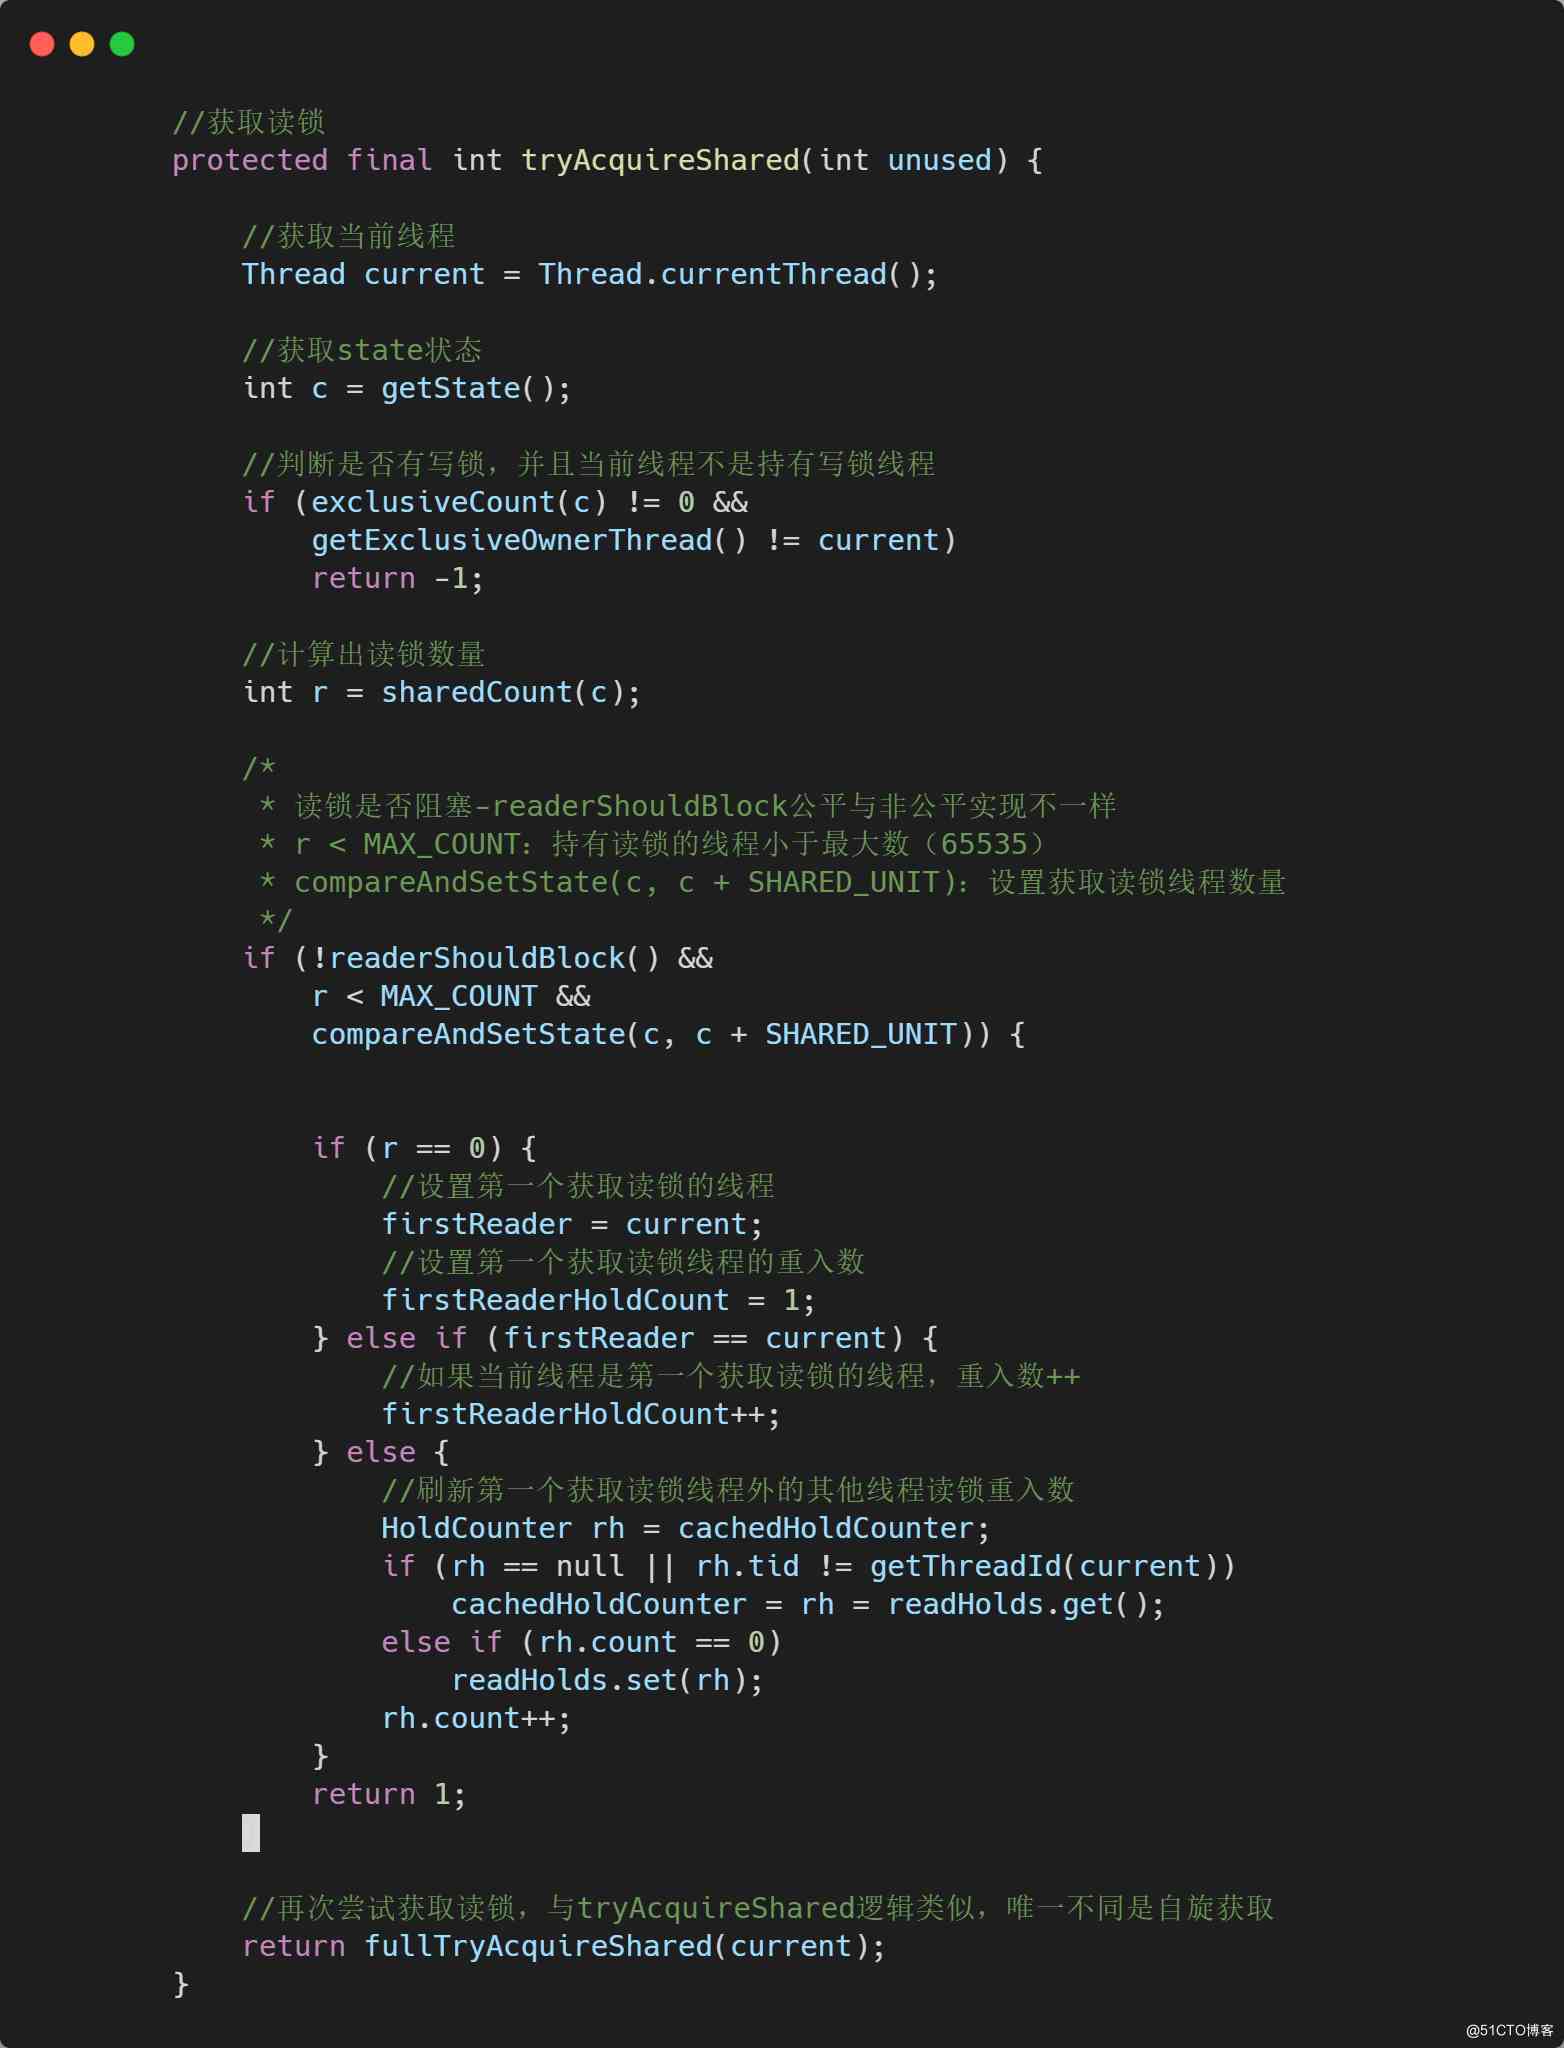 //获取读锁
protected final int tryAcquireShared(int unused) {
//获取当前线程
Thread current = Thread.currentThread();
//获取state状态
int c = getState();
//判断是否有写锁，并且当前线程不是持有写锁线程
if (exclusiveCount(c) != 0 &&
getExclusiveOwnerThread() != current)
return -1;
//计算出读锁数量
int r = sharedCount(c);
/*
* 读锁是否阻塞-readerShouldBlock公平与非公平实现不一样
* r < MAX_COUNT：持有读锁的线程小于最大数（65535）
* compareAndSetState(c, c + SHARED_UNIT)：设置获取读锁线程数量
*/
if (!readerShouldBlock() &&
r < MAX_COUNT &&
compareAndSetState(c, c + SHARED_UNIT)) {
if (r == 0) {
//设置第一个获取读锁的线程
firstReader = current;
//设置第一个获取读锁线程的重入数
firstReaderHoldCount = 1;
} else if (firstReader == current) {
//如果当前线程是第一个获取读锁的线程，重入数++
firstReaderHoldCount++;
} else {
//刷新第一个获取读锁线程外的其他线程读锁重入数
HoldCounter rh = cachedHoldCounter;
if (rh == null || rh.tid != getThreadId(current))
cachedHoldCounter = rh = readHolds.get();
else if (rh.count == 0)
readHolds.set(rh);
rh.count++;
}
return 1;
//再次尝试获取读锁，与tryAcquireShared逻辑类似，唯一不同是自旋获取
return fullTryAcquireShared(current);
}
@51CTO博客